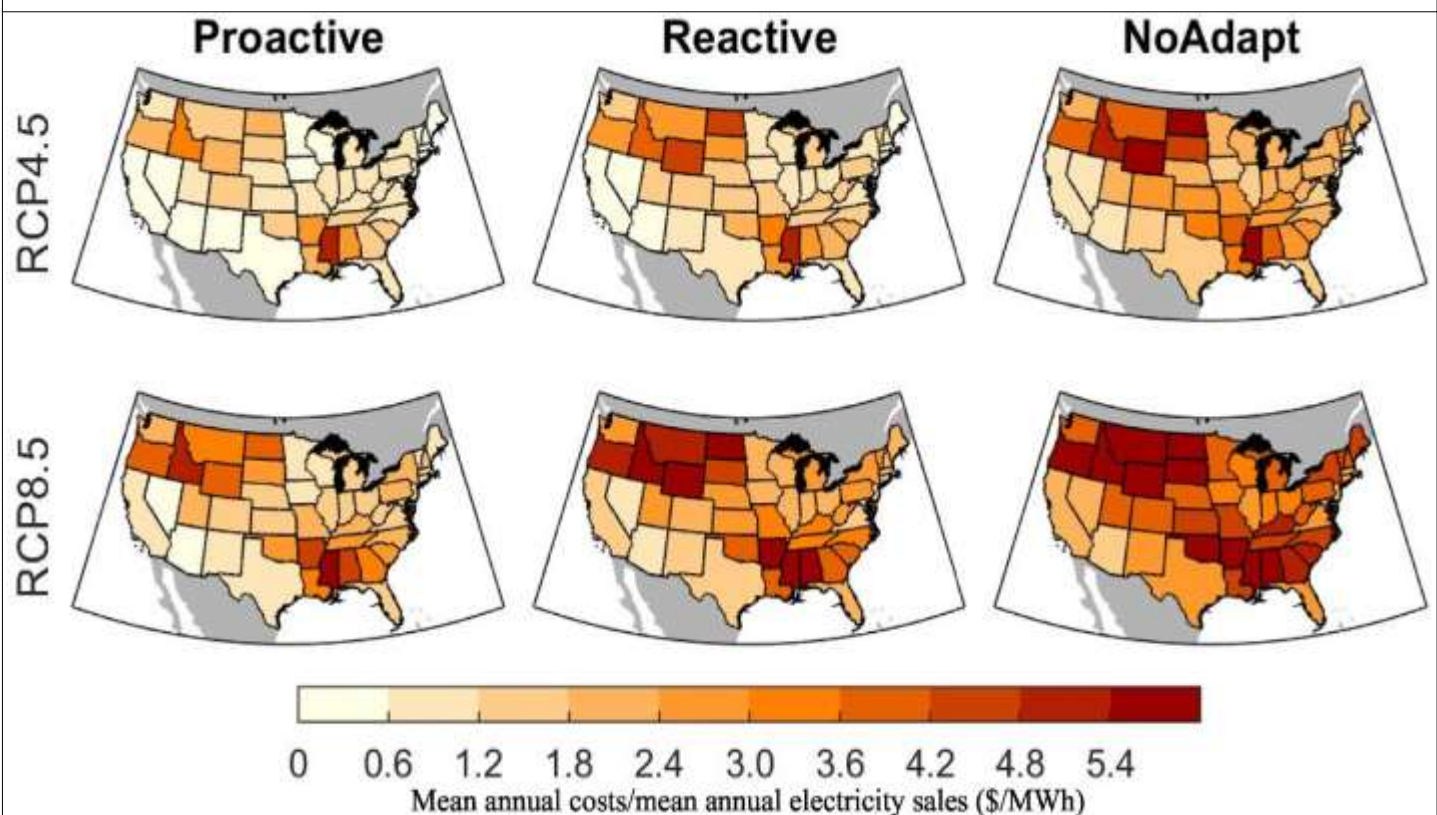 Proactive Reactive NoAdapt
RCP4.5
RCP8.5
0 0.6 1.2 1.8 2.4 3.0 3.6 4.2 4.8 5.4
Mean annual costs/mean annual electricity sales ($/MWh)